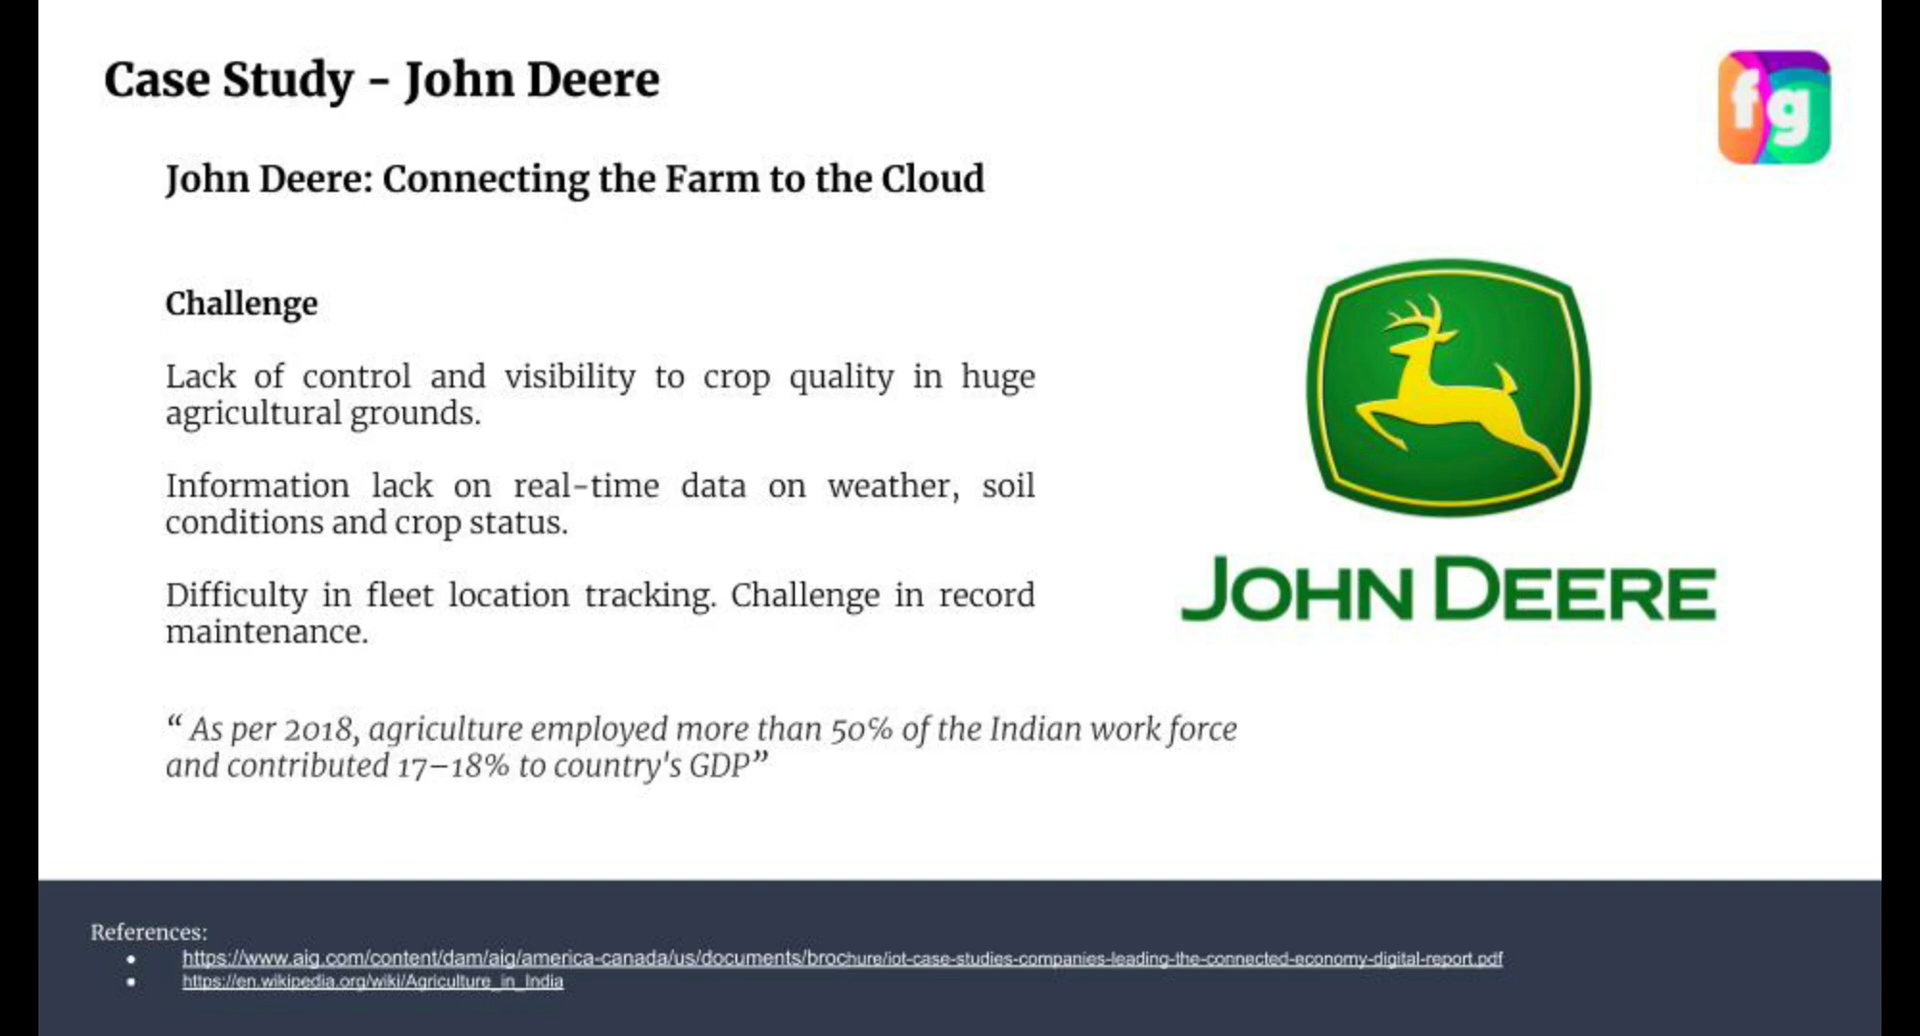 Case Study - John Deere
fg
John Deere: Connecting the Farm to the Cloud
Challenge
Lack of control and visibility to crop quality in huge
agricultural grounds.
Information lack on real-time data on weather, soil
conditions and crop status.
Difficulty in fleet location tracking. Challenge in record
maintenance.
JOHN DEERE
“ As per 2018, agriculture employed more than 50% of the Indian work force
and contributed 17–18% to country's GDP”
References:
● https://www.aig.com/content/dam/aig/america-canada/us/documents/brochure/iot-case-studies-companies-leading-the-connected-economy-digital-report.pdf
● https://en.wikipedia.org/wiki/Agriculture_in_India